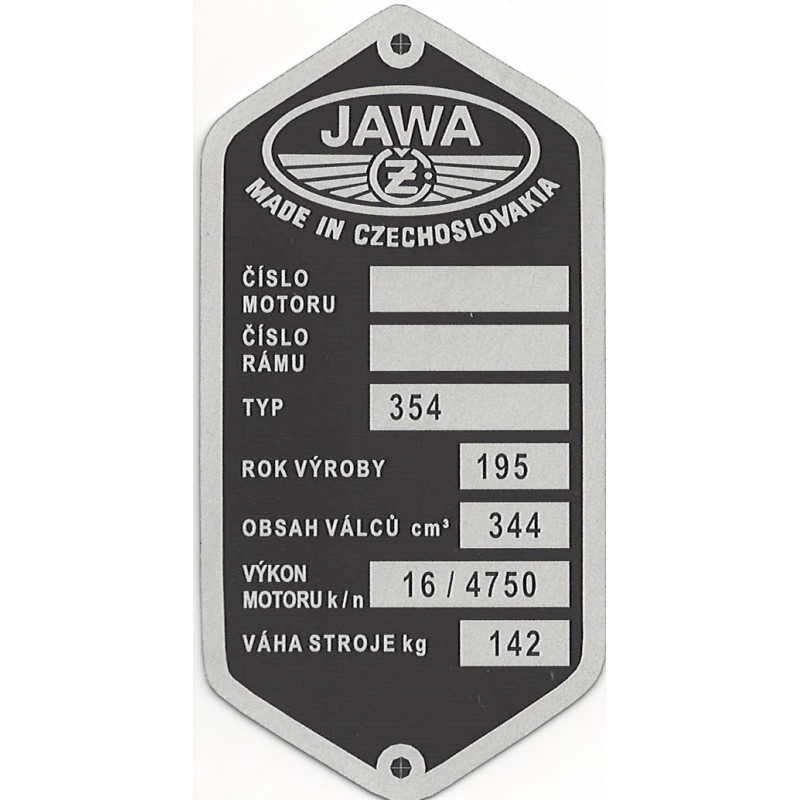 JAWA
ČZ
MADE IN CZECHOSLOVAKIA
ČÍSLO
MOTORU
ČÍSLO
RÁMU
TYP 354
ROK VÝROBY 195
OBSAH VÁLCŮ cm³ 344
VÝKON
MOTORU k/n 16 / 4750
VÁHA STROJE kg 142